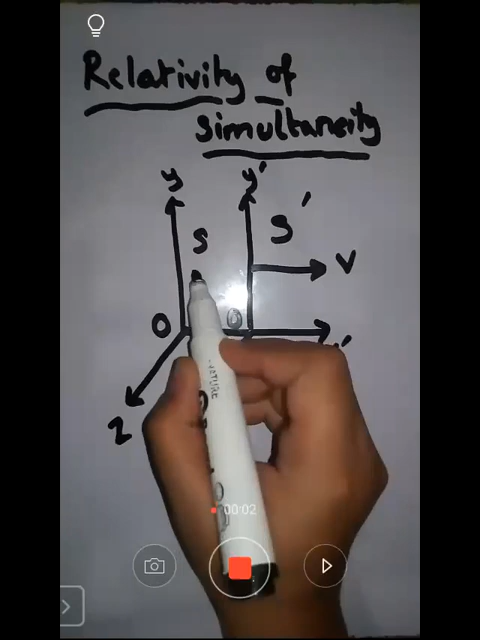 Relativity of
simultaneity
y y'
S S'
V
O O
x'
Z
00:02